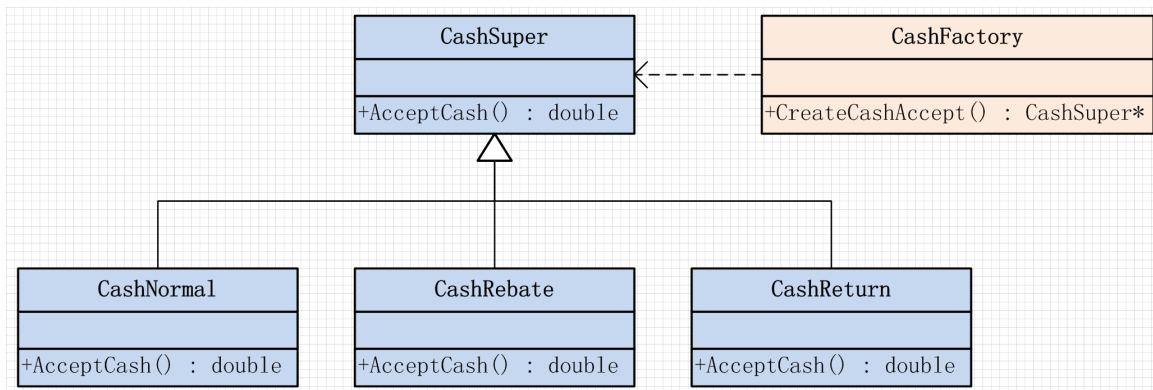 CashSuper
+AcceptCash() : double
CashFactory
+CreateCashAccept() : CashSuper*
CashNormal
+AcceptCash() : double
CashRebate
+AcceptCash() : double
CashReturn
+AcceptCash() : double